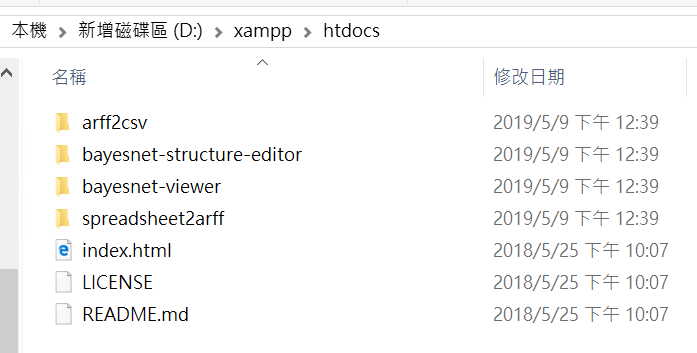 本機 > 新增磁碟區 (D:) > xampp > htdocs
名稱 修改日期
arff2csv 2019/5/9 下午 12:39
bayesnet-structure-editor 2019/5/9 下午 12:39
bayesnet-viewer 2019/5/9 下午 12:39
spreadsheet2arff 2019/5/9 下午 12:39
index.html 2018/5/25 下午 10:07
LICENSE 2018/5/25 下午 10:07
README.md 2018/5/25 下午 10:07